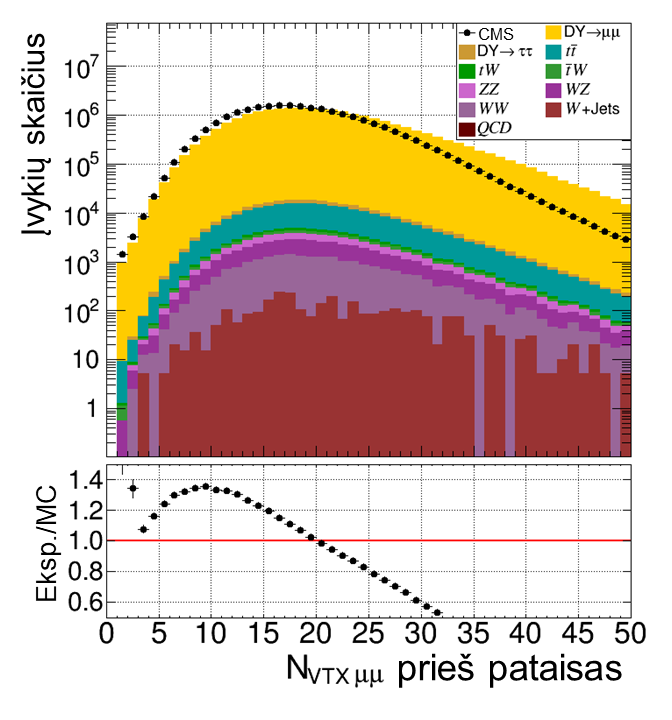 CMS DY→μμ
DY→ ττ tt̄
tW t̄W
ZZ WZ
WW W+Jets
QCD
Įvykių skaičius
10⁷
10⁶
10⁵
10⁴
10³
10²
10
1
Eksp./MC
1.4
1.2
1.0
0.8
0.6
0 5 10 15 20 25 30 35 40 45 50
N_VTX μμ prieš pataisas